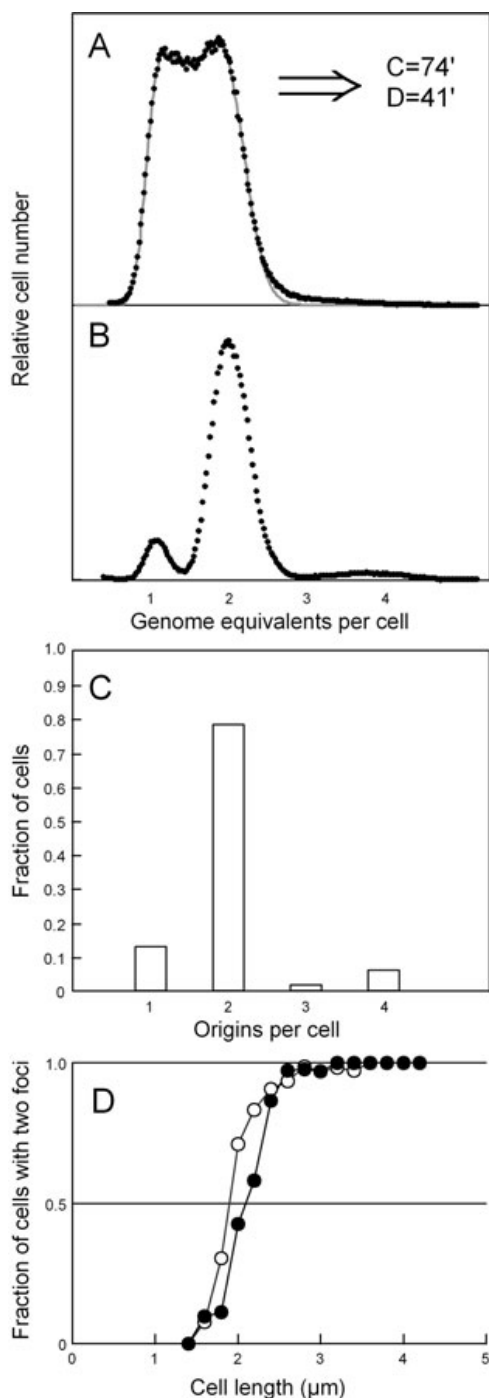 A
C=74'
D=41'
Relative cell number
B
1 2 3 4
Genome equivalents per cell
C
1.0
0.9
0.8
0.7
0.6
0.5
0.4
0.3
0.2
0.1
0
Fraction of cells
1 2 3 4
Origins per cell
D
1.0
0.5
0
Fraction of cells with two foci
0 1 2 3 4 5
Cell length (µm)